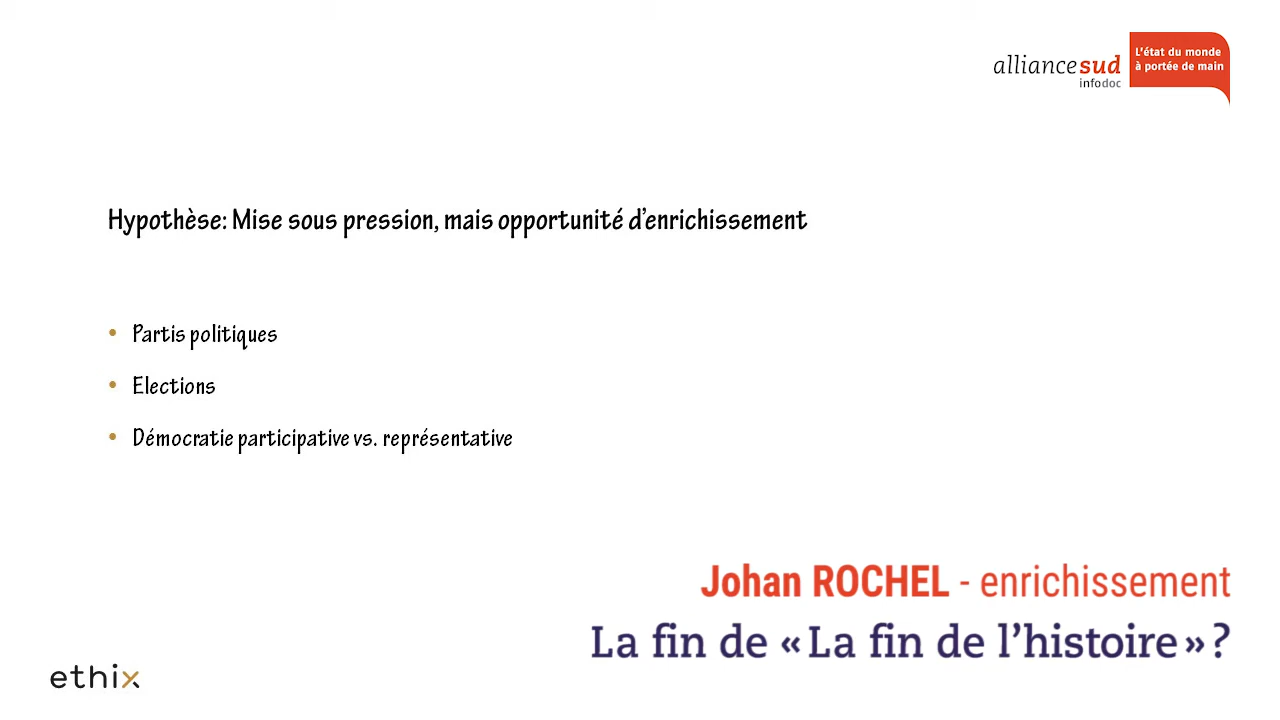 alliancesud
infodoc
L'état du monde
à portée de main
Hypothèse: Mise sous pression, mais opportunité d'enrichissement
• Partis politiques
• Elections
• Démocratie participative vs. représentative
Johan ROCHEL - enrichissement
La fin de « La fin de l'histoire » ?
ethix